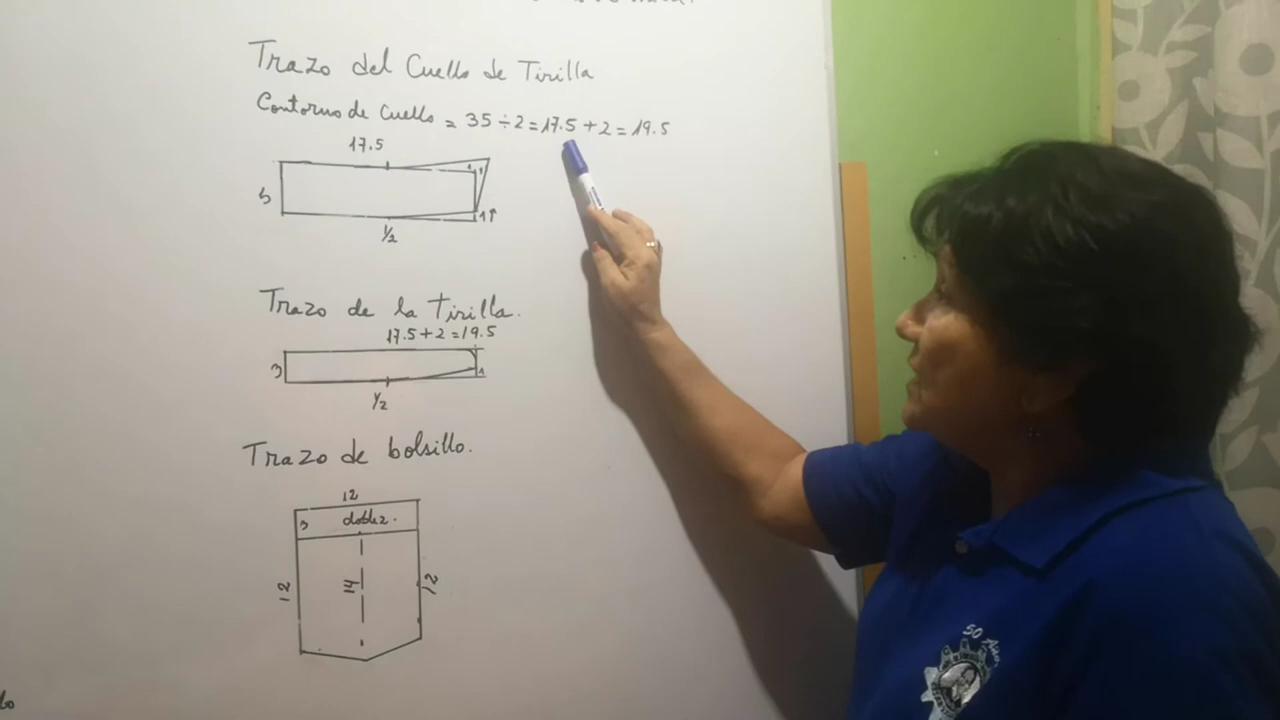 Trazo del Cuello de Tirilla
Contorno de Cuello = 35 ÷ 2 = 17.5 + 2 = 19.5
17.5
5
1
1
1/2
Trazo de la Tirilla.
17.5 + 2 = 19.5
3
1
1/2
Trazo de bolsillo.
12
3 doblez.
12 14 12
50 Años